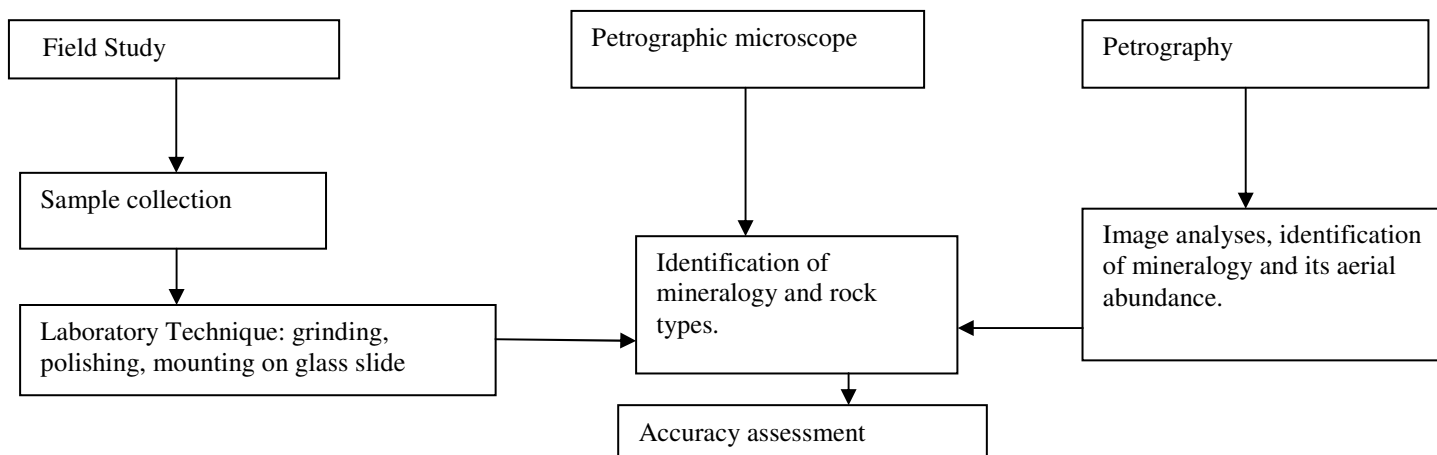 Field Study
Petrographic microscope
Petrography
Sample collection
Identification of
mineralogy and rock
types.
Image analyses, identification
of mineralogy and its aerial
abundance.
Laboratory Technique: grinding,
polishing, mounting on glass slide
Accuracy assessment